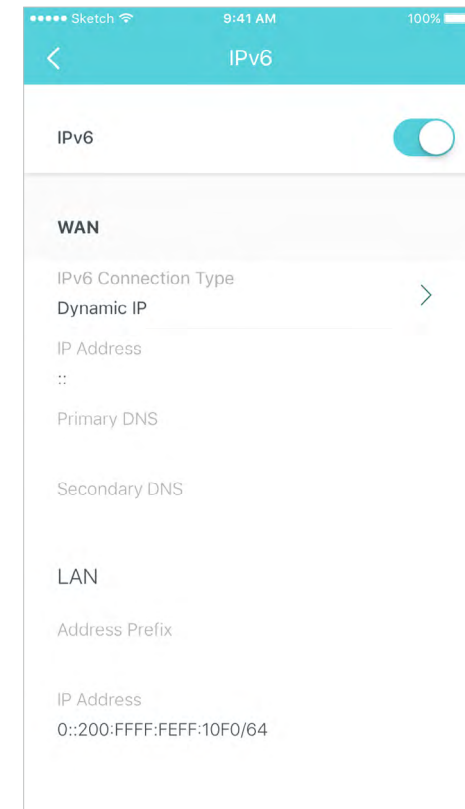 Sketch 9:41 AM 100%
IPv6
IPv6
WAN
IPv6 Connection Type
Dynamic IP
IP Address
::
Primary DNS
Secondary DNS
LAN
Address Prefix
IP Address
0::200:FFFF:FEFF:10F0/64